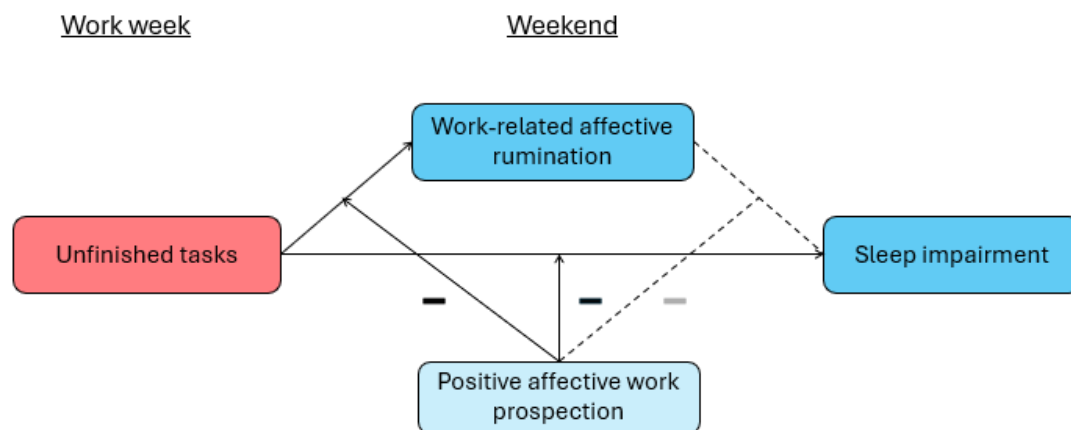 Work week
Weekend
Work-related affective
rumination
Unfinished tasks
Sleep impairment
Positive affective work
prospection